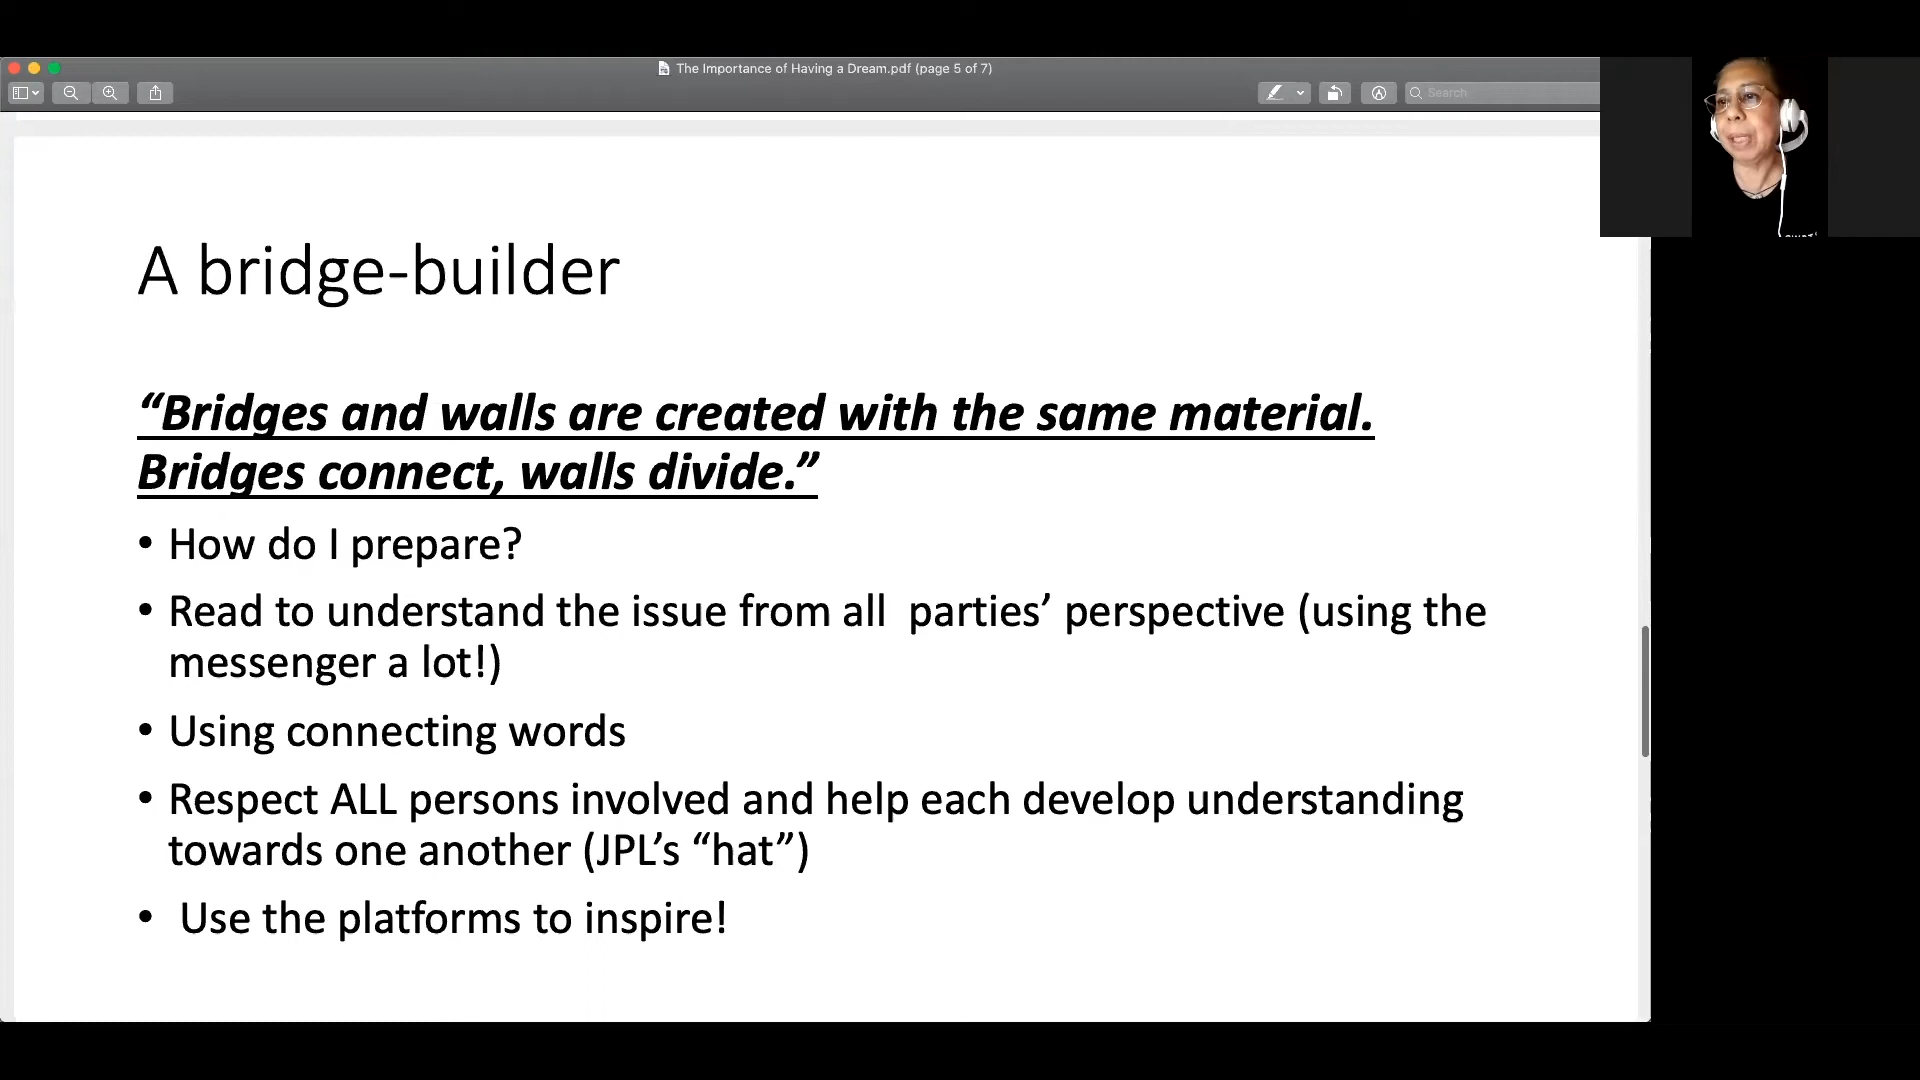 The Importance of Having a Dream.pdf (page 5 of 7)
Search
A bridge-builder
“Bridges and walls are created with the same material.
Bridges connect, walls divide.”
• How do I prepare?
• Read to understand the issue from all  parties’ perspective (using the
messenger a lot!)
• Using connecting words
• Respect ALL persons involved and help each develop understanding
towards one another (JPL’s “hat”)
•  Use the platforms to inspire!